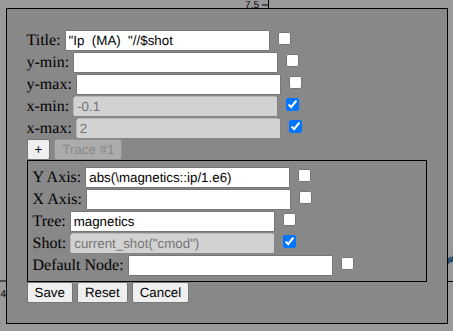 7.5
Title: "Ip (MA) "//$shot
y-min:
y-max:
x-min: -0.1
x-max: 2
+ Trace #1
Y Axis: abs(\magnetics::ip/1.e6)
X Axis:
Tree: magnetics
Shot: current_shot("cmod")
Default Node:
4
Save Reset Cancel